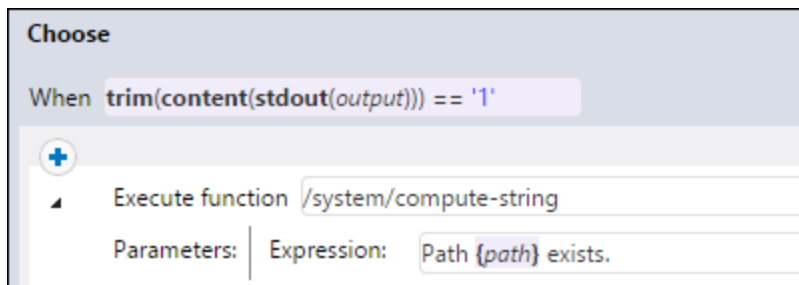 Choose
When trim(content(stdout(output))) == '1'
Execute function /system/compute-string
Parameters: Expression: Path {path} exists.